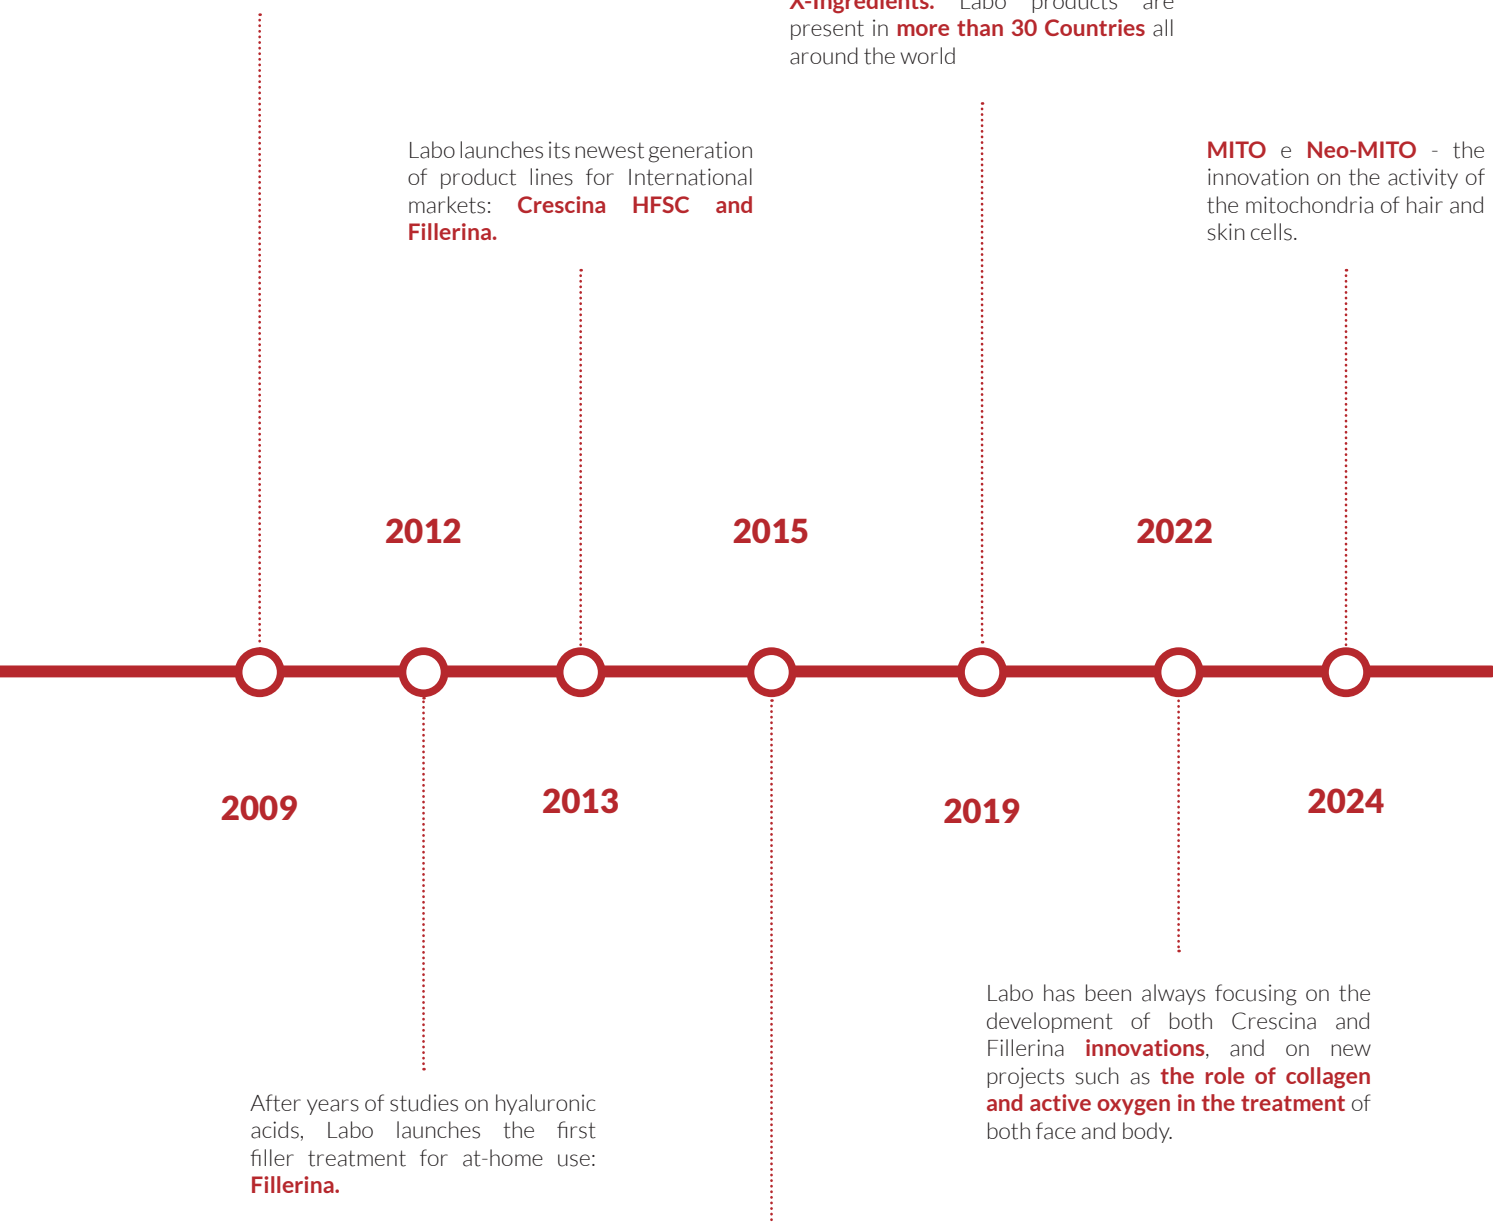 X-Ingredients. Labo products are
present in more than 30 Countries all
around the world
Labo launches its newest generation
of product lines for International
markets: Crescina HFSC and
Fillerina.
MITO e Neo-MITO - the
innovation on the activity of
the mitochondria of hair and
skin cells.
2012
2015
2022
2009
2013
2019
2024
Labo has been always focusing on the
development of both Crescina and
Fillerina innovations, and on new
projects such as the role of collagen
and active oxygen in the treatment of
both face and body.
After years of studies on hyaluronic
acids, Labo launches the first
filler treatment for at-home use:
Fillerina.